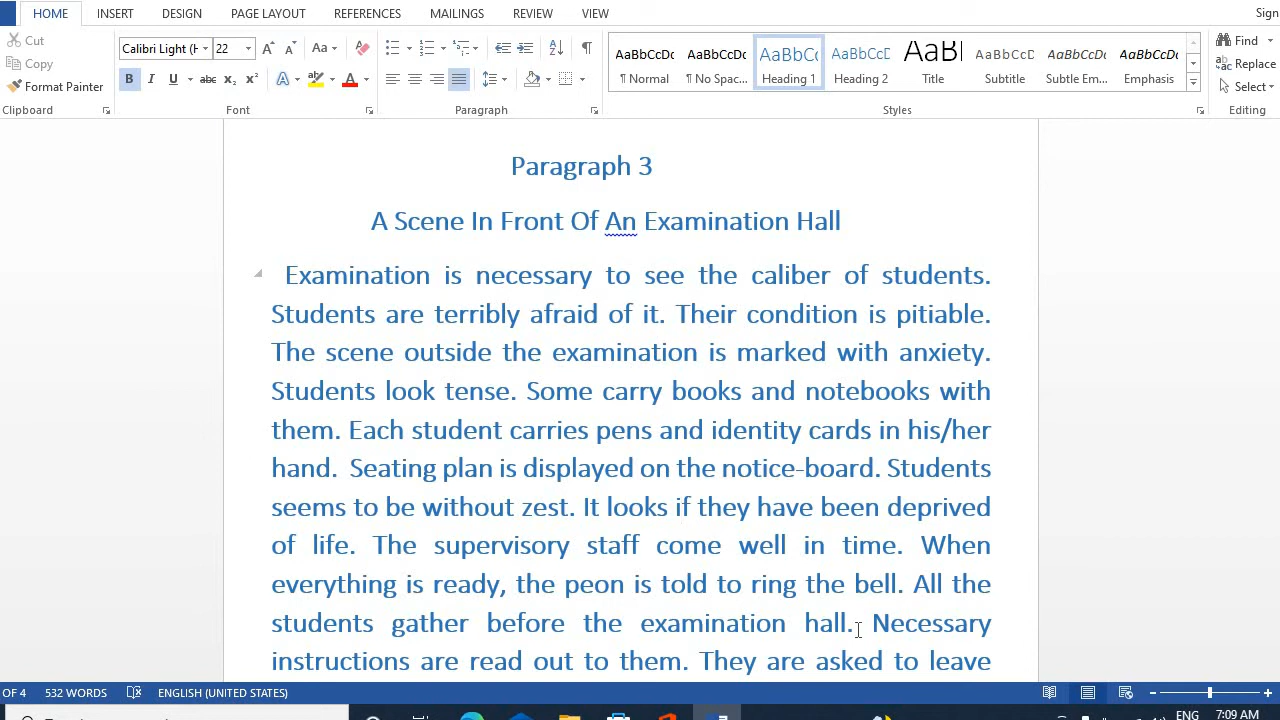 HOME INSERT DESIGN PAGE LAYOUT REFERENCES MAILINGS REVIEW VIEW Sign
Cut
Copy
Format Painter
Clipboard
Calibri Light (H 22
Font
Paragraph
AaBbCcDc AaBbCcDc AaBbCc AaBbCcD AaB AaBbCcD AaBbCcDc AaBbCcDc
¶ Normal ¶ No Spac... Heading 1 Heading 2 Title Subtitle Subtle Em... Emphasis
Styles
Find
Replace
Select
Editing
Paragraph 3
A Scene In Front Of An Examination Hall
Examination is necessary to see the caliber of students.
Students are terribly afraid of it. Their condition is pitiable.
The scene outside the examination is marked with anxiety.
Students look tense. Some carry books and notebooks with
them. Each student carries pens and identity cards in his/her
hand. Seating plan is displayed on the notice-board. Students
seems to be without zest. It looks if they have been deprived
of life. The supervisory staff come well in time. When
everything is ready, the peon is told to ring the bell. All the
students gather before the examination hall. Necessary
instructions are read out to them. They are asked to leave
OF 4 532 WORDS ENGLISH (UNITED STATES)
ENG 7:09 AM